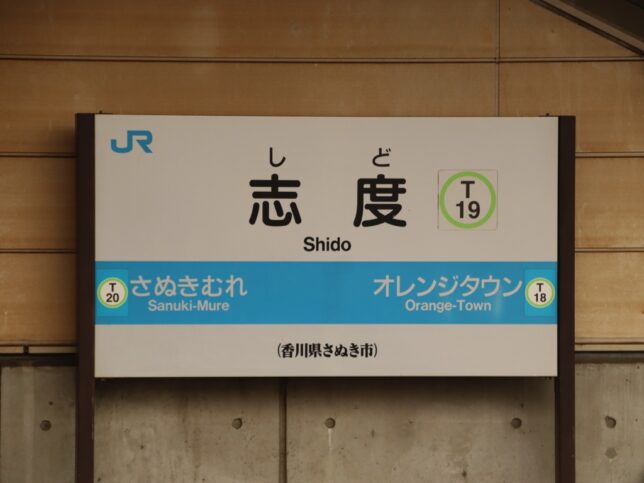 JR
し ど
志 度
T
19
Shido
T
20
さぬきむれ
Sanuki-Mure
オレンジタウン
Orange-Town
T
18
(香川県さぬき市)